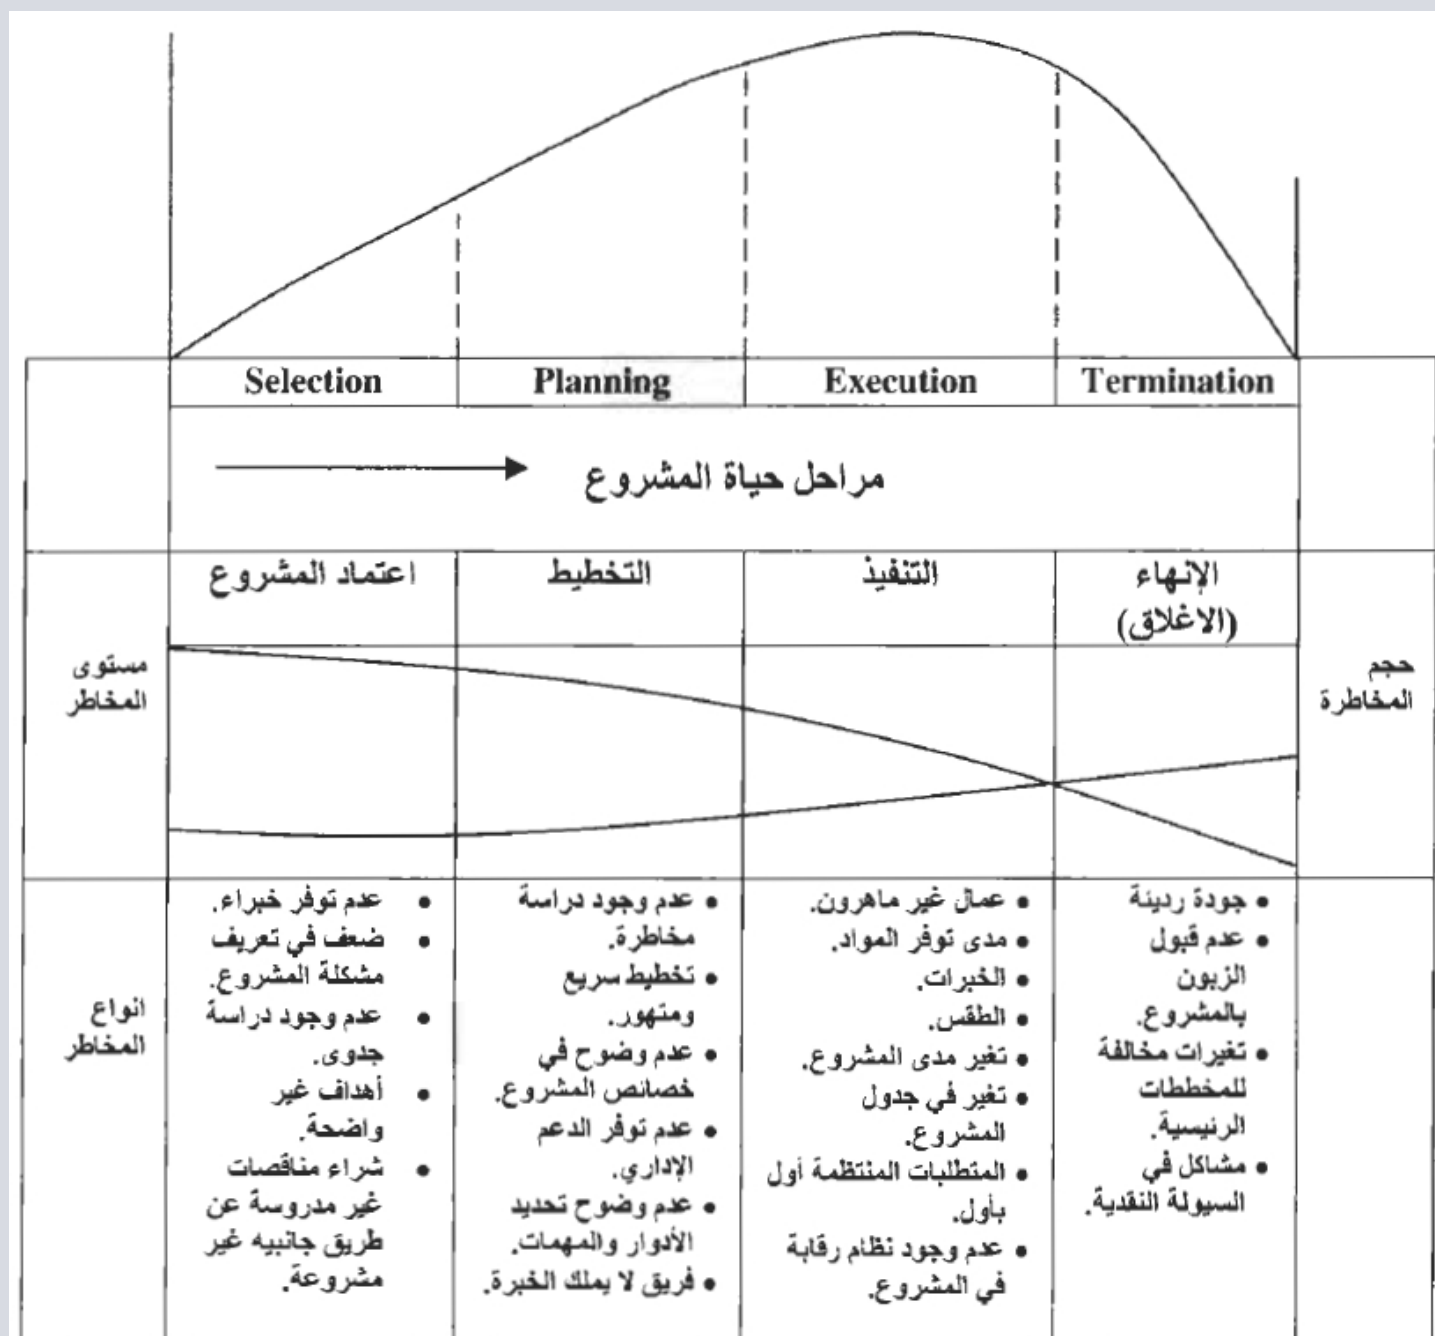 Selection
Planning
Execution
Termination
مراحل حياة المشروع
اعتماد المشروع
التخطيط
التنفيذ
الإنهاء
(الاغلاق)
مستوى
المخاطر
حجم
المخاطرة
انواع
المخاطر
• عدم توفر خبراء.
• ضعف في تعريف
مشكلة المشروع.
• عدم وجود دراسة
جدوى.
• أهداف غير
واضحة.
• شراء مناقصات
غير مدروسة عن
طريق جانبيه غير
مشروعة.
• عدم وجود دراسة
مخاطرة.
• تخطيط سريع
ومتهور.
• عدم وضوح في
خصائص المشروع.
• عدم توفر الدعم
الإداري.
• عدم وضوح تحديد
الأدوار والمهمات.
• فريق لا يملك الخبرة.
• عمال غير ماهرون.
• مدى توفر المواد.
• الخبرات.
• الطقس.
• تغير مدى المشروع.
• تغير في جدول
المشروع.
• المتطلبات المنتظمة أول
بأول.
• عدم وجود نظام رقابة
في المشروع.
• جودة ردينة
• عدم قبول
الزبون
بالمشروع.
• تغيرات مخالفة
للمخططات
الرئيسية.
• مشاكل في
السيولة النقدية.